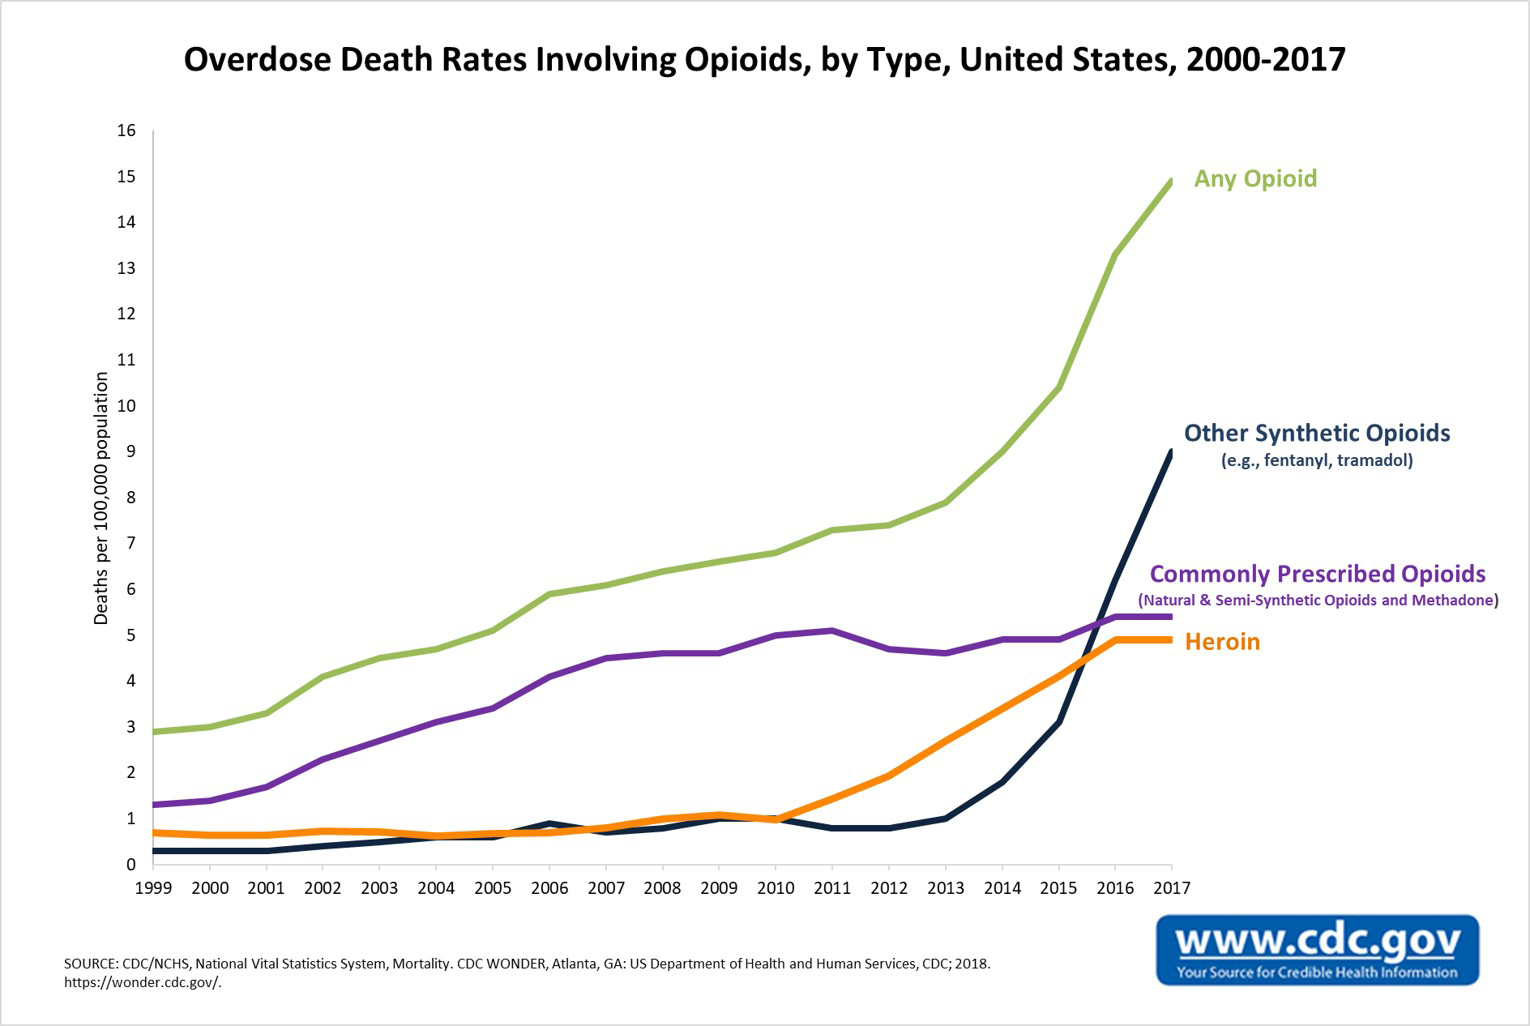 Overdose Death Rates Involving Opioids, by Type, United States, 2000-2017
16
15
14
13
12
11
10
9
8
7
6
5
4
3
2
1
0
Deaths per 100,000 population
Any Opioid
Other Synthetic Opioids
(e.g., fentanyl, tramadol)
Commonly Prescribed Opioids
(Natural & Semi-Synthetic Opioids and Methadone)
Heroin
1999 2000 2001 2002 2003 2004 2005 2006 2007 2008 2009 2010 2011 2012 2013 2014 2015 2016 2017
SOURCE: CDC/NCHS, National Vital Statistics System, Mortality. CDC WONDER, Atlanta, GA: US Department of Health and Human Services, CDC; 2018.
https://wonder.cdc.gov/.
www.cdc.gov
Your Source for Credible Health Information